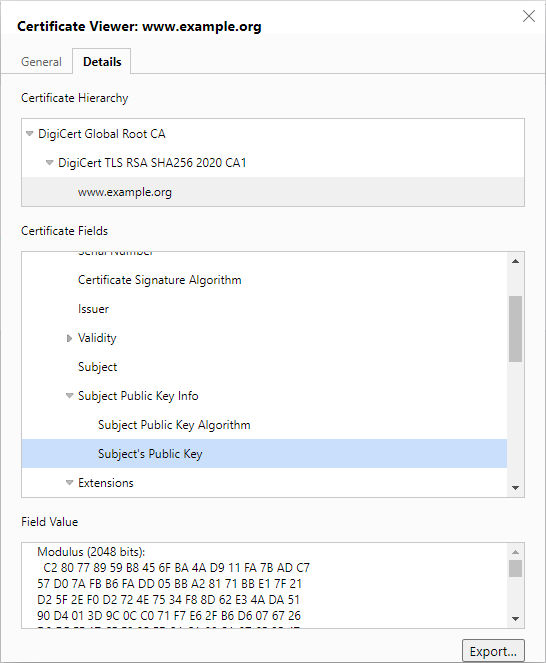 Certificate Viewer: www.example.org
General Details
Certificate Hierarchy
DigiCert Global Root CA
DigiCert TLS RSA SHA256 2020 CA1
www.example.org
Certificate Fields
Serial Number
Certificate Signature Algorithm
Issuer
Validity
Subject
Subject Public Key Info
Subject Public Key Algorithm
Subject's Public Key
Extensions
Field Value
Modulus (2048 bits):
C2 80 77 89 59 B8 45 6F BA 4A D9 11 FA 7B AD C7
57 D0 7A FB B6 FA DD 05 BB A2 81 71 BB E1 7F 21
D2 5F 2E F0 D2 72 4E 75 34 F8 8D 62 E3 4A DA 51
90 D4 01 3D 9C 0C C0 71 F7 E6 2F B6 D6 07 67 26
Export...